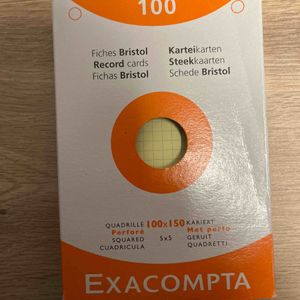 100
Fiches Bristol
Record cards
Fichas Bristol
Karteikarten
Steekkaarten
Schede Bristol
QUADRILLÉ
Perforé
SQUARED
CUADRICULA
100x150
5x5
KARIERT
Met perfo
GERUIT
QUADRETTI
EXACOMPTA